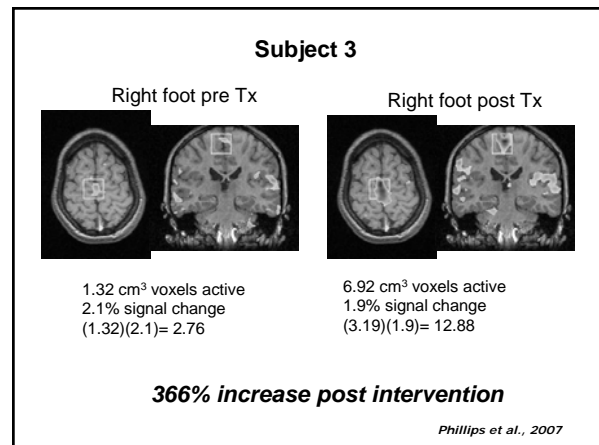 Subject 3
Right foot pre Tx
Right foot post Tx
1.32 cm³ voxels active
2.1% signal change
(1.32)(2.1)= 2.76
6.92 cm³ voxels active
1.9% signal change
(3.19)(1.9)= 12.88
366% increase post intervention
Phillips et al., 2007